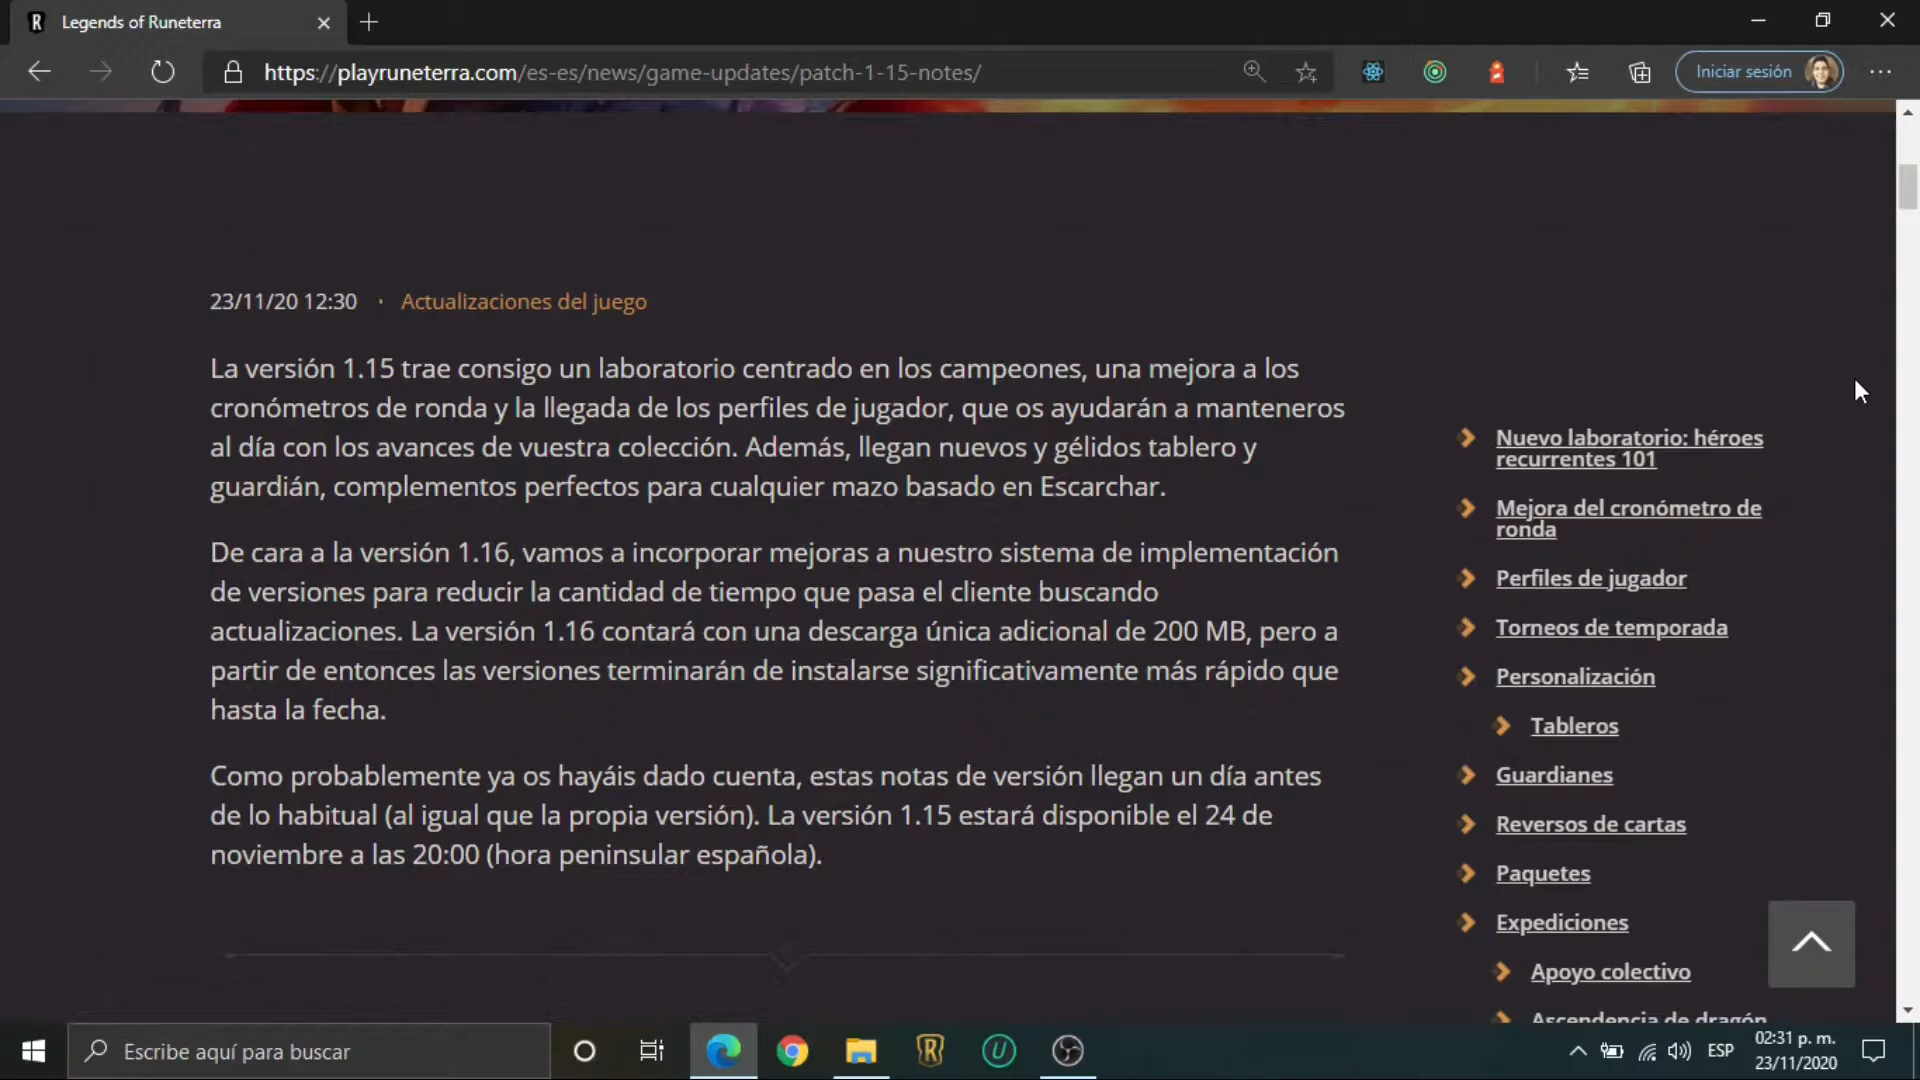 Legends of Runeterra
https://playruneterra.com/es-es/news/game-updates/patch-1-15-notes/
Iniciar sesión
23/11/20 12:30 · Actualizaciones del juego
La versión 1.15 trae consigo un laboratorio centrado en los campeones, una mejora a los
cronómetros de ronda y la llegada de los perfiles de jugador, que os ayudarán a manteneros
al día con los avances de vuestra colección. Además, llegan nuevos y gélidos tablero y
guardián, complementos perfectos para cualquier mazo basado en Escarchar.
De cara a la versión 1.16, vamos a incorporar mejoras a nuestro sistema de implementación
de versiones para reducir la cantidad de tiempo que pasa el cliente buscando
actualizaciones. La versión 1.16 contará con una descarga única adicional de 200 MB, pero a
partir de entonces las versiones terminarán de instalarse significativamente más rápido que
hasta la fecha.
Como probablemente ya os hayáis dado cuenta, estas notas de versión llegan un día antes
de lo habitual (al igual que la propia versión). La versión 1.15 estará disponible el 24 de
noviembre a las 20:00 (hora peninsular española).
Nuevo laboratorio: héroes
recurrentes 101
Mejora del cronómetro de
ronda
Perfiles de jugador
Torneos de temporada
Personalización
Tableros
Guardianes
Reversos de cartas
Paquetes
Expediciones
Apoyo colectivo
Ascendencia de dragón
Escribe aquí para buscar
ESP
02:31 p. m.
23/11/2020